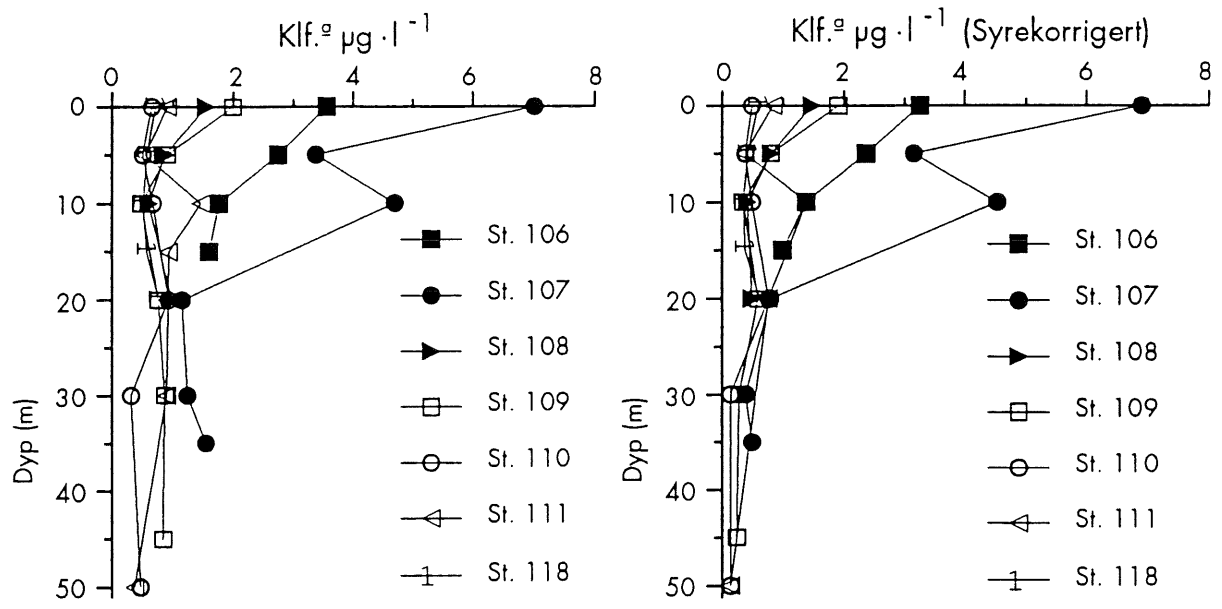 Klf.ª µg · l⁻¹
0 2 4 6 8
0
10
20
30
40
50
Dyp (m)
St. 106
St. 107
St. 108
St. 109
St. 110
St. 111
St. 118
Klf.ª µg · l⁻¹ (Syrekorrigert)
0 2 4 6 8
0
10
20
30
40
50
Dyp (m)
St. 106
St. 107
St. 108
St. 109
St. 110
St. 111
St. 118